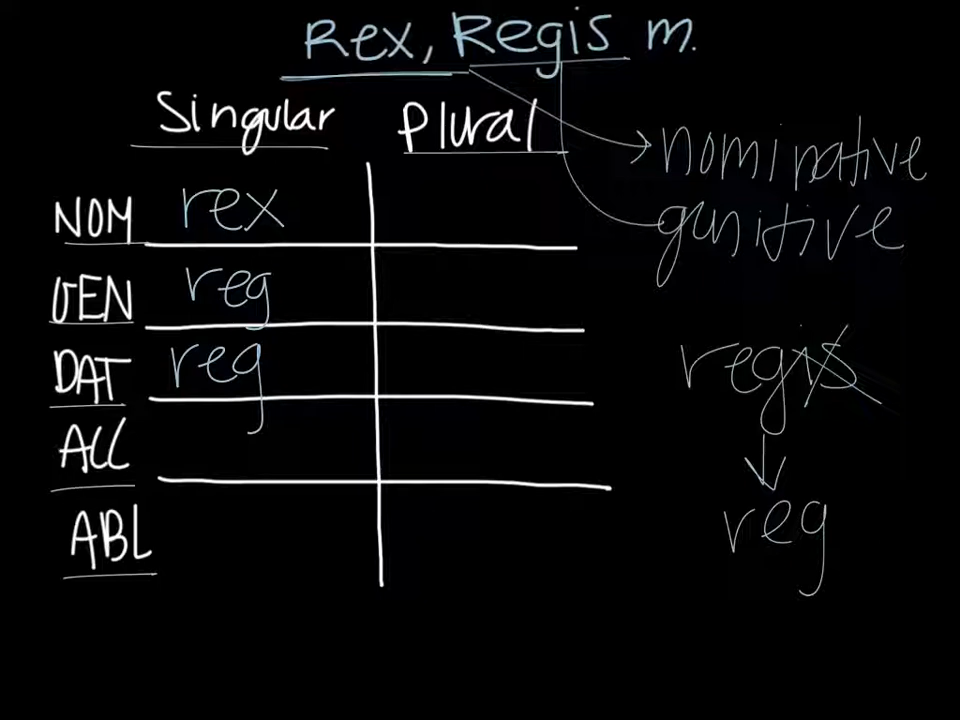 Rex, Regis m.
Singular Plural
nominative
genitive
NOM rex
GEN reg
DAT reg
ACC
ABL
regis
reg